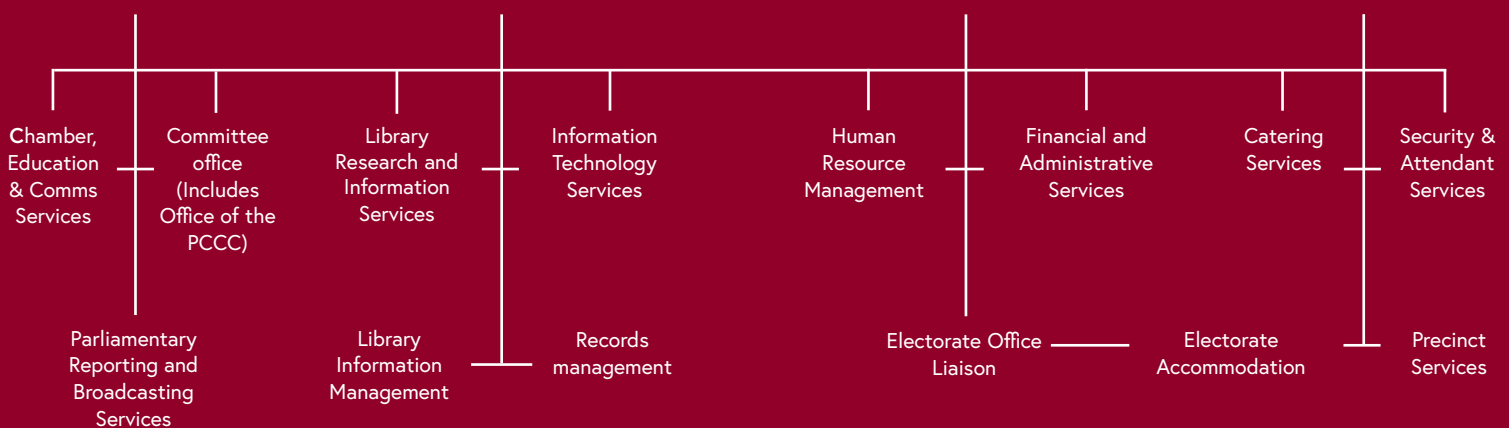 Chamber,
Education
& Comms
Services
Committee
office
(Includes
Office of the
PCCC)
Library
Research and
Information
Services
Information
Technology
Services
Human
Resource
Management
Financial and
Administrative
Services
Catering
Services
Security &
Attendant
Services
Parliamentary
Reporting and
Broadcasting
Services
Library
Information
Management
Records
management
Electorate Office
Liaison
Electorate
Accommodation
Precinct
Services